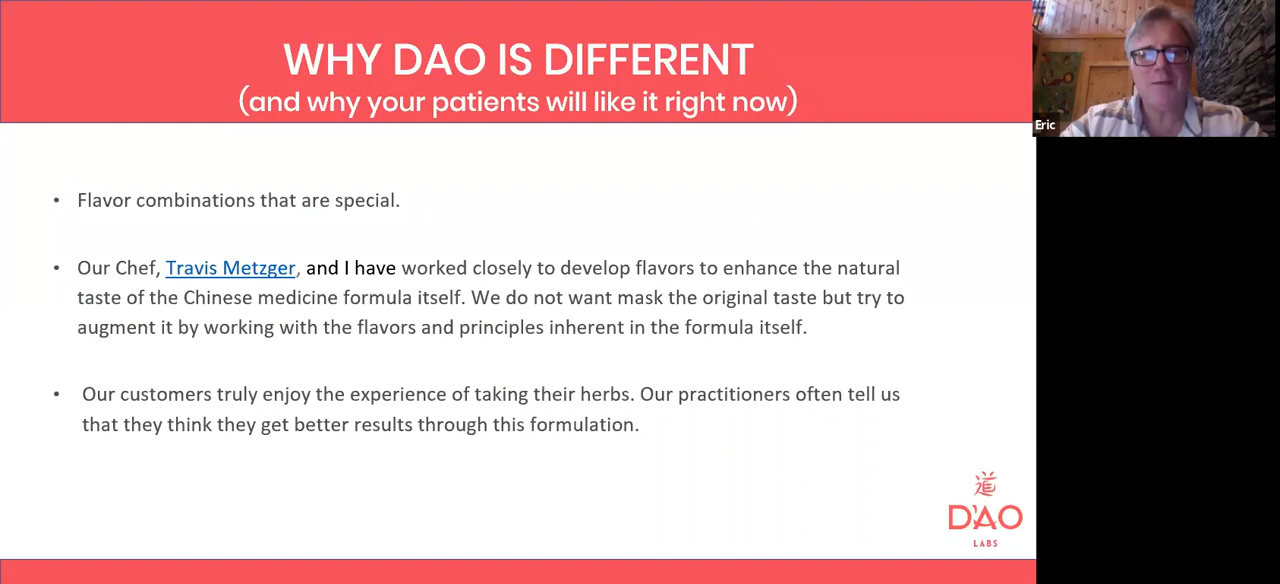 WHY DAO IS DIFFERENT
(and why your patients will like it right now)
Eric
• Flavor combinations that are special.
• Our Chef, Travis Metzger, and I have worked closely to develop flavors to enhance the natural
taste of the Chinese medicine formula itself. We do not want mask the original taste but try to
augment it by working with the flavors and principles inherent in the formula itself.
• Our customers truly enjoy the experience of taking their herbs. Our practitioners often tell us
that they think they get better results through this formulation.
道
DAO
LABS